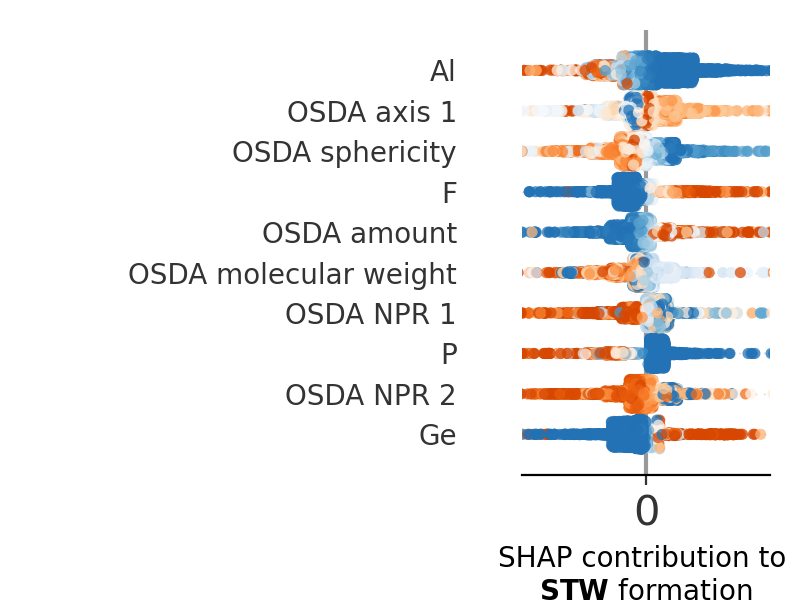 Al
OSDA axis 1
OSDA sphericity
F
OSDA amount
OSDA molecular weight
OSDA NPR 1
P
OSDA NPR 2
Ge
0
SHAP contribution to
STW formation